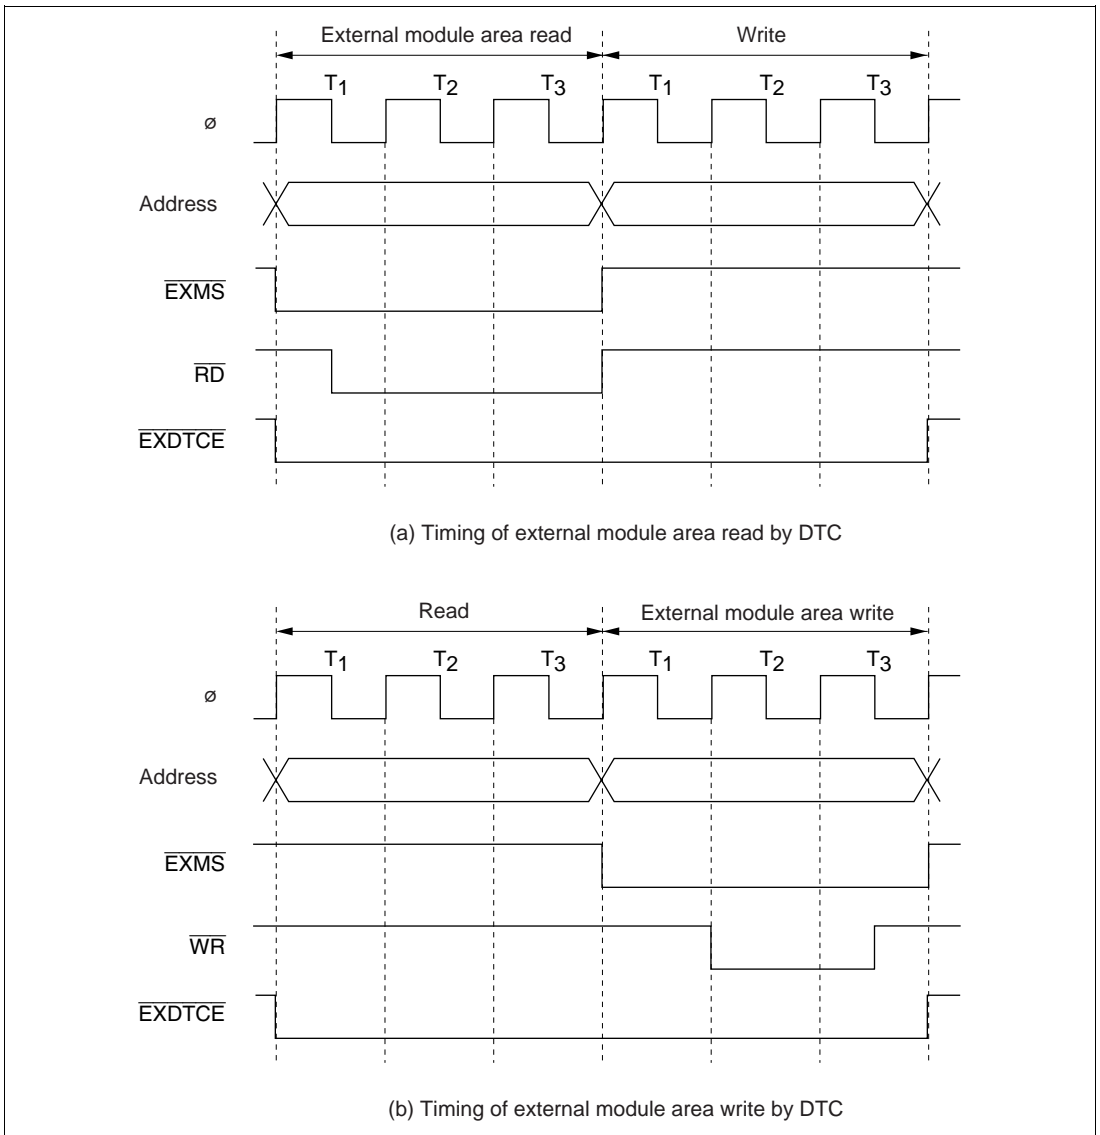 External module area read Write
T1 T2 T3 T1 T2 T3
ø
Address
EXMS
RD
EXDTCE
(a) Timing of external module area read by DTC
Read External module area write
T1 T2 T3 T1 T2 T3
ø
Address
EXMS
WR
EXDTCE
(b) Timing of external module area write by DTC